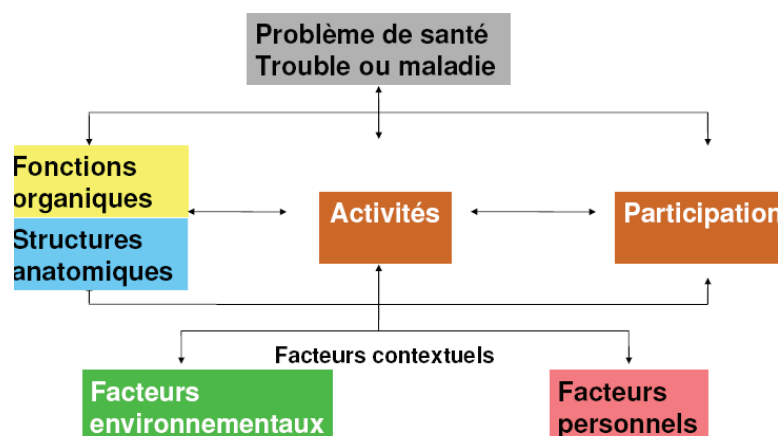 Problème de santé
Trouble ou maladie
Fonctions
organiques
Structures
anatomiques
Activités
Participation
Facteurs contextuels
Facteurs
environnementaux
Facteurs
personnels